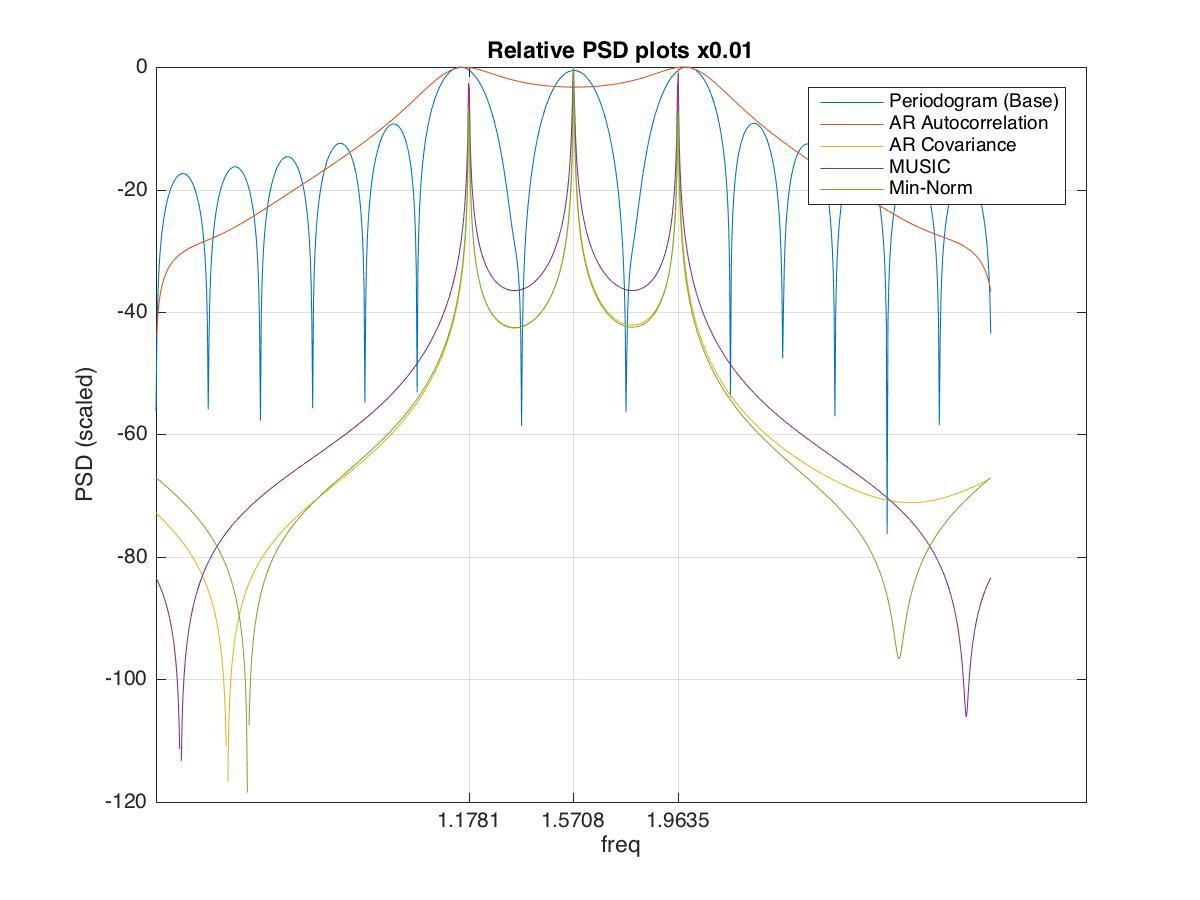 Relative PSD plots x0.01
Periodogram (Base)
AR Autocorrelation
AR Covariance
MUSIC
Min-Norm
0
-20
-40
-60
-80
-100
-120
PSD (scaled)
1.1781 1.5708 1.9635
freq